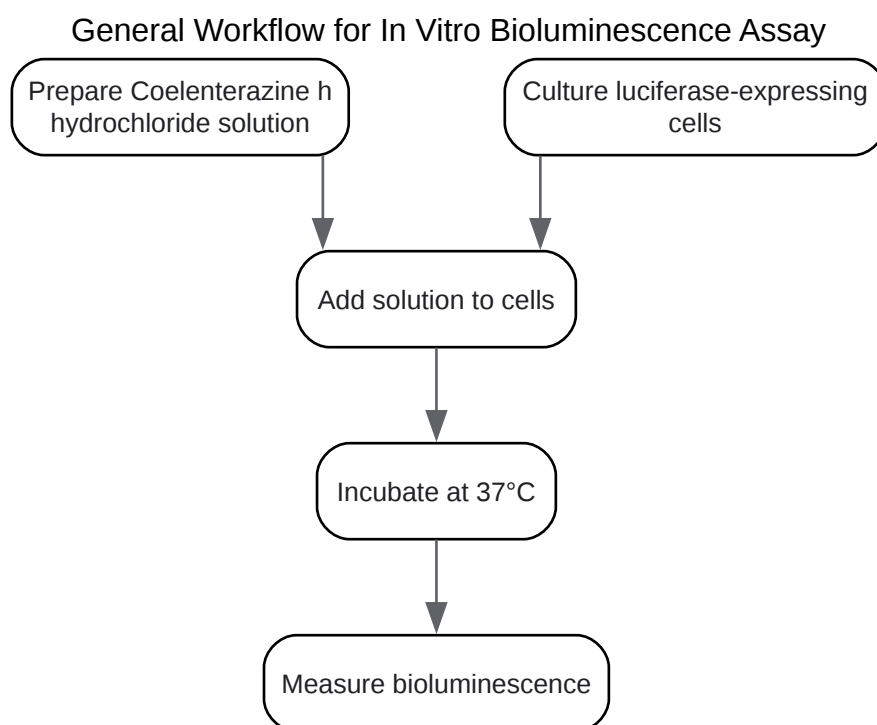 General Workflow for In Vitro Bioluminescence Assay
Prepare Coelenterazine h
hydrochloride solution
Culture luciferase-expressing
cells
Add solution to cells
Incubate at 37°C
Measure bioluminescence